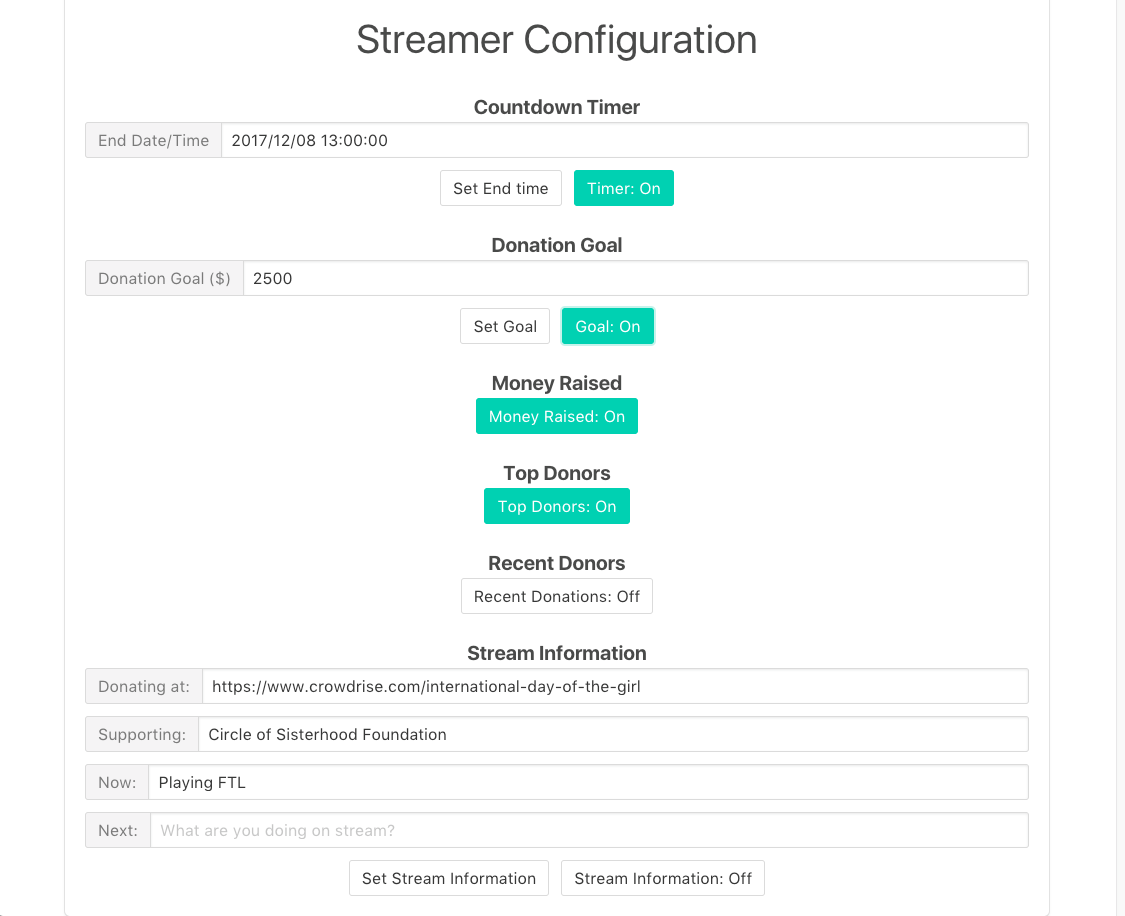 Streamer Configuration
Countdown Timer
End Date/Time 2017/12/08 13:00:00
Set End time Timer: On
Donation Goal
Donation Goal ($) 2500
Set Goal Goal: On
Money Raised
Money Raised: On
Top Donors
Top Donors: On
Recent Donors
Recent Donations: Off
Stream Information
Donating at: https://www.crowdrise.com/international-day-of-the-girl
Supporting: Circle of Sisterhood Foundation
Now: Playing FTL
Next: What are you doing on stream?
Set Stream Information Stream Information: Off